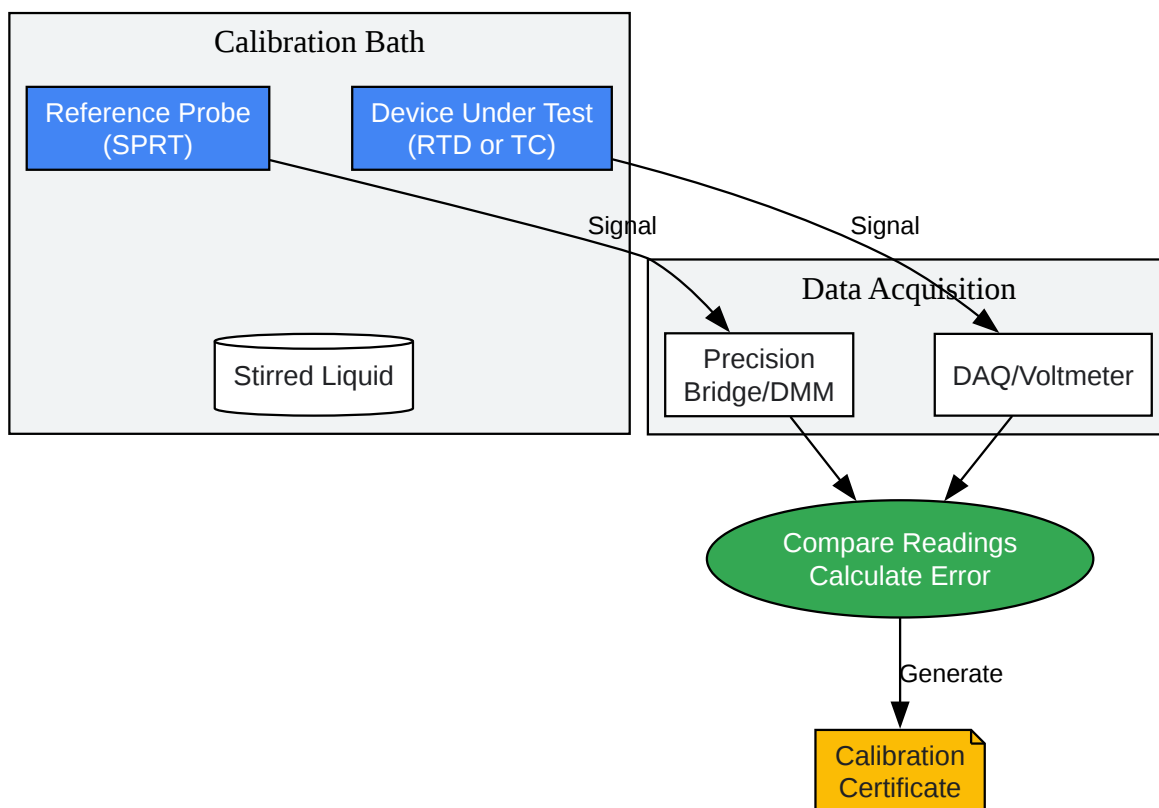 Calibration Bath
Reference Probe
(SPRT)
Device Under Test
(RTD or TC)
Signal
Signal
Data Acquisition
Stirred Liquid
Precision
Bridge/DMM
DAQ/Voltmeter
Compare Readings
Calculate Error
Generate
Calibration
Certificate